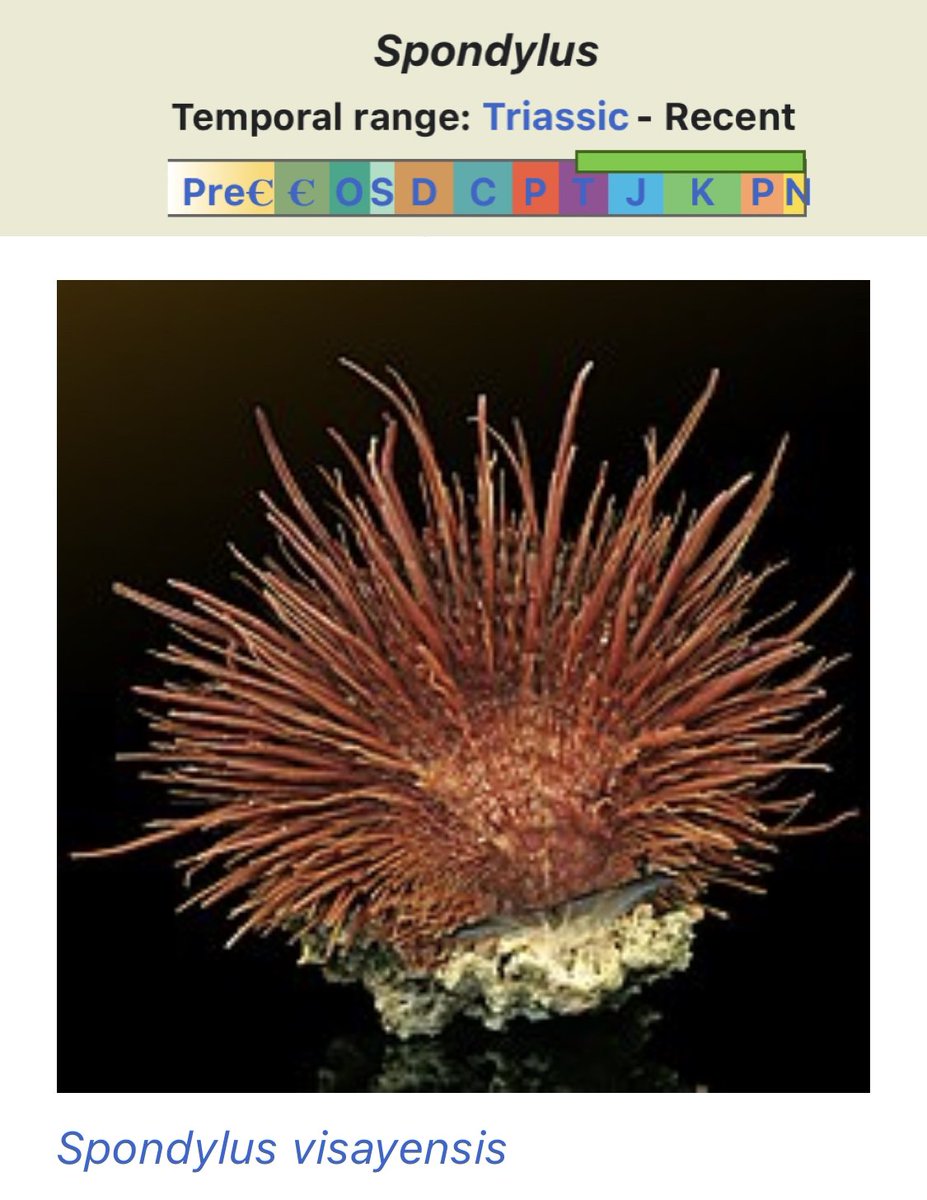 Spondylus
Temporal range: Triassic - Recent
Pre€ € O S D C P T J K P N
Spondylus visayensis